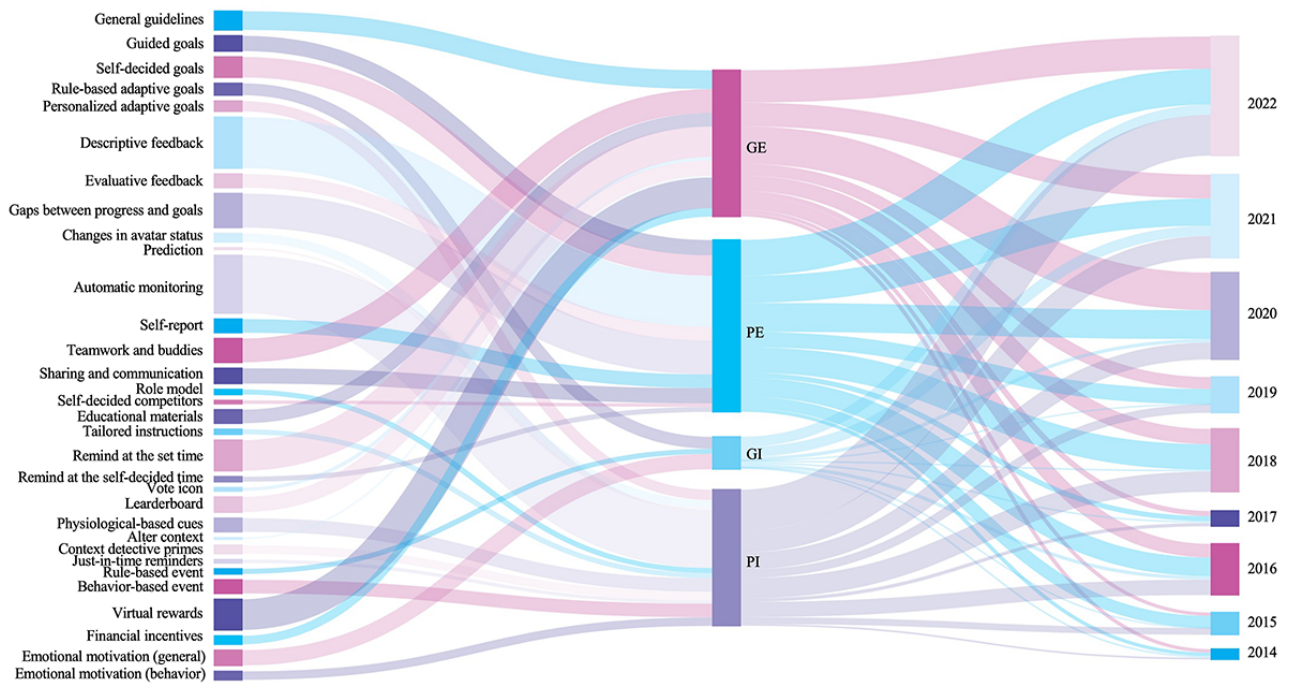 General guidelines
Guided goals
Self-decided goals
Rule-based adaptive goals
Personalized adaptive goals
Descriptive feedback
Evaluative feedback
Gaps between progress and goals
Changes in avatar status
Prediction
Automatic monitoring
Self-report
Teamwork and buddies
Sharing and communication
Role model
Self-decided competitors
Educational materials
Tailored instructions
Remind at the set time
Remind at the self-decided time
Vote icon
Learderboard
Physiological-based cues
Alter context
Context detective primes
Just-in-time reminders
Rule-based event
Behavior-based event
Virtual rewards
Financial incentives
Emotional motivation (general)
Emotional motivation (behavior)
GE
PE
GI
PI
2022
2021
2020
2019
2018
2017
2016
2015
2014